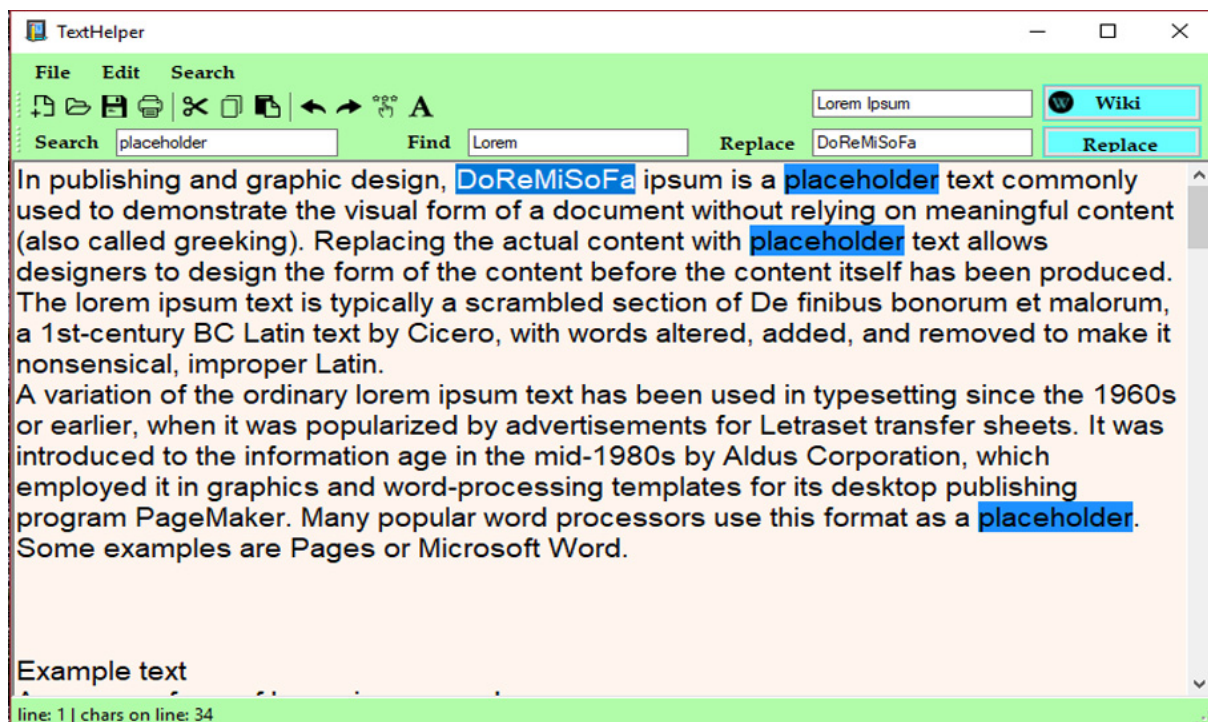 TextHelper
File Edit Search
A Lorem Ipsum W Wiki
Search placeholder Find Lorem Replace DoReMiSoFa Replace
In publishing and graphic design, DoReMiSoFa ipsum is a placeholder text commonly
used to demonstrate the visual form of a document without relying on meaningful content
(also called greeking). Replacing the actual content with placeholder text allows
designers to design the form of the content before the content itself has been produced.
The lorem ipsum text is typically a scrambled section of De finibus bonorum et malorum,
a 1st-century BC Latin text by Cicero, with words altered, added, and removed to make it
nonsensical, improper Latin.
A variation of the ordinary lorem ipsum text has been used in typesetting since the 1960s
or earlier, when it was popularized by advertisements for Letraset transfer sheets. It was
introduced to the information age in the mid-1980s by Aldus Corporation, which
employed it in graphics and word-processing templates for its desktop publishing
program PageMaker. Many popular word processors use this format as a placeholder.
Some examples are Pages or Microsoft Word.
Example text
line: 1 | chars on line: 34